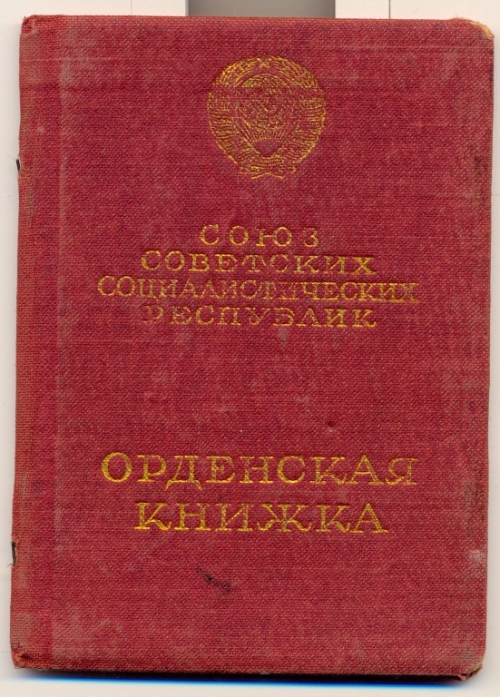 СОЮЗ
СОВЕТСКИХ
СОЦИАЛИСТИЧЕСКИХ
РЕСПУБЛИК
ОРДЕНСКАЯ
КНИЖКА